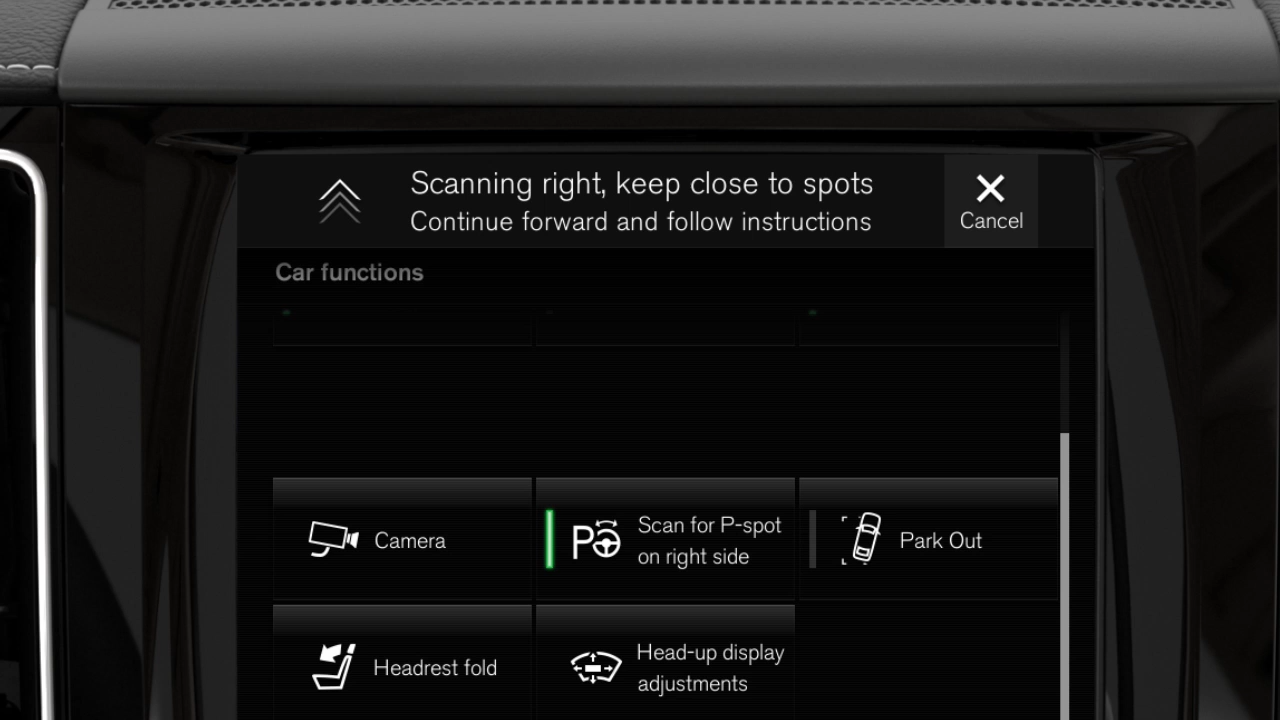 Scanning right, keep close to spots
Continue forward and follow instructions
Cancel
Car functions
Camera
Scan for P-spot
on right side
Park Out
Headrest fold
Head-up display
adjustments